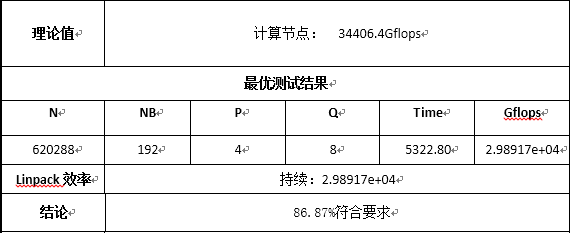 理论值 计算节点： 34406.4Gflops
最优测试结果
N NB P Q Time Gflops
620288 192 4 8 5322.80 2.98917e+04
Linpack 效率 持续：2.98917e+04
结论 86.87%符合要求